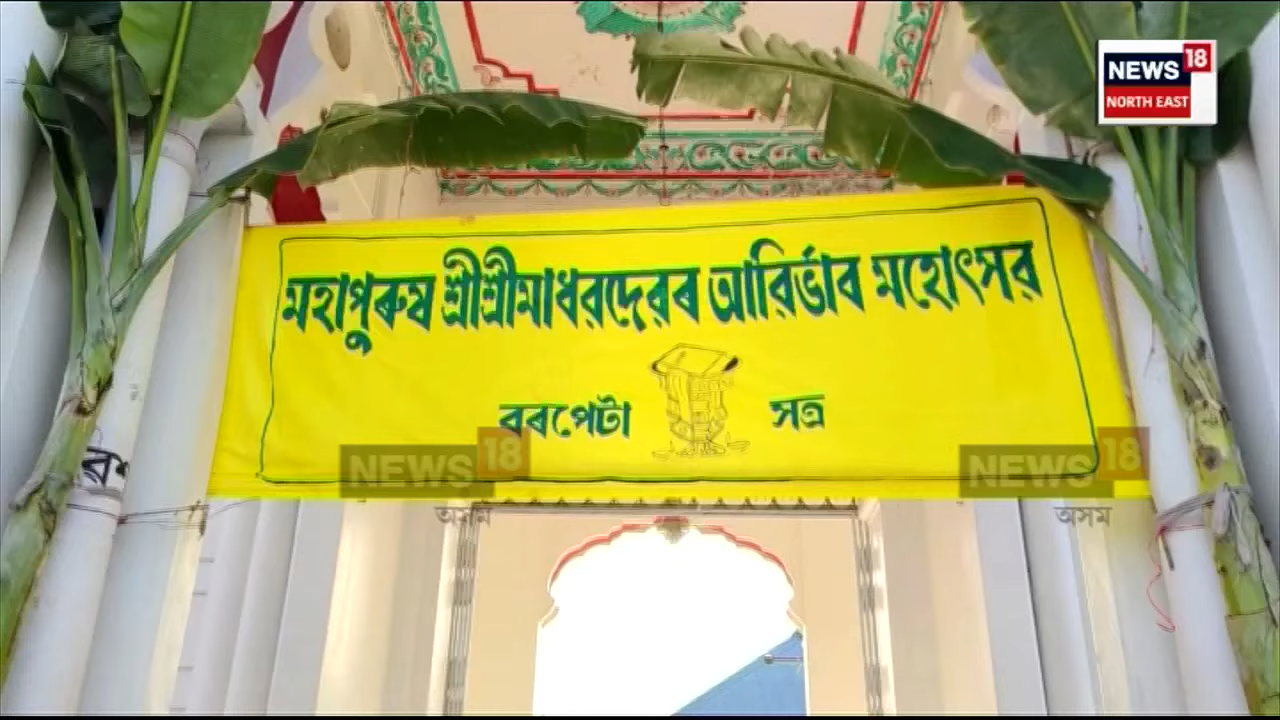 NEWS 18
NORTH EAST
মহাপুৰুষ শ্ৰীশ্ৰীমাধৱদেৱৰ আৱিৰ্ভাৱ মহোৎসৱ
বৰপেটা সত্ৰ
NEWS 18 NEWS 18
অসম অসম